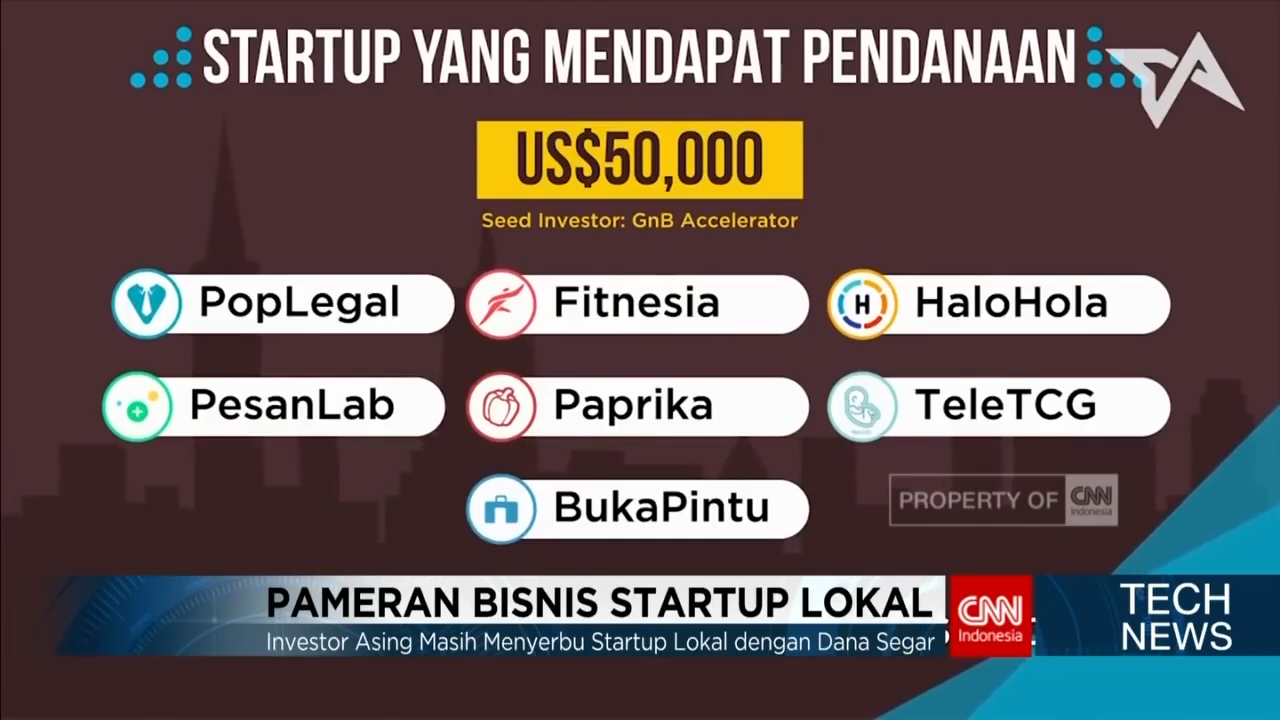 STARTUP YANG MENDAPAT PENDANAAN
TA
US$50,000
Seed Investor: GnB Accelerator
PopLegal
Fitnesia
H
HaloHola
PesanLab
Paprika
TeleTCG
BukaPintu
PROPERTY OF CNN Indonesia
PAMERAN BISNIS STARTUP LOKAL
Investor Asing Masih Menyerbu Startup Lokal dengan Dana Segar
CNN
Indonesia
TECH
NEWS